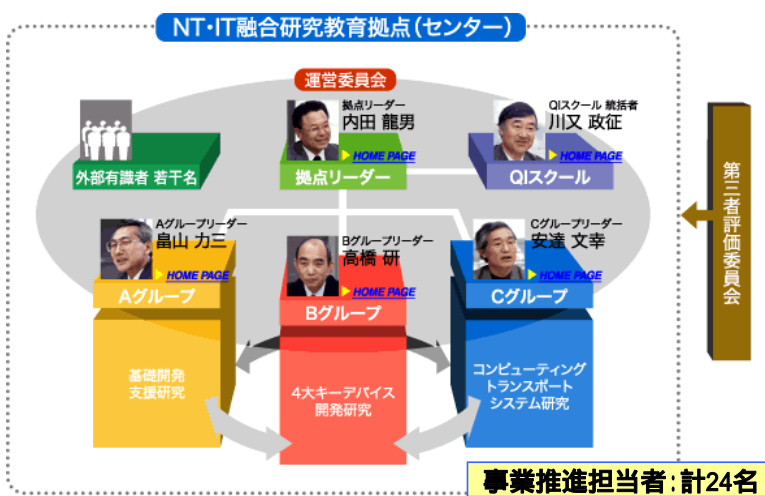 NT・IT融合研究教育拠点（センター）
運営委員会
外部有識者 若干名
拠点リーダー
内田 龍男
HOME PAGE
拠点リーダー
QIスクール 統括者
川又 政征
HOME PAGE
QIスクール
第三者評価委員会
Aグループリーダー
畠山 力三
HOME PAGE
Aグループ
Bグループリーダー
高橋 研
HOME PAGE
Bグループ
Cグループリーダー
安達 文幸
HOME PAGE
Cグループ
基礎開発
支援研究
4大キーデバイス
開発研究
コンピューティング
トランスポート
システム研究
事業推進担当者：計24名